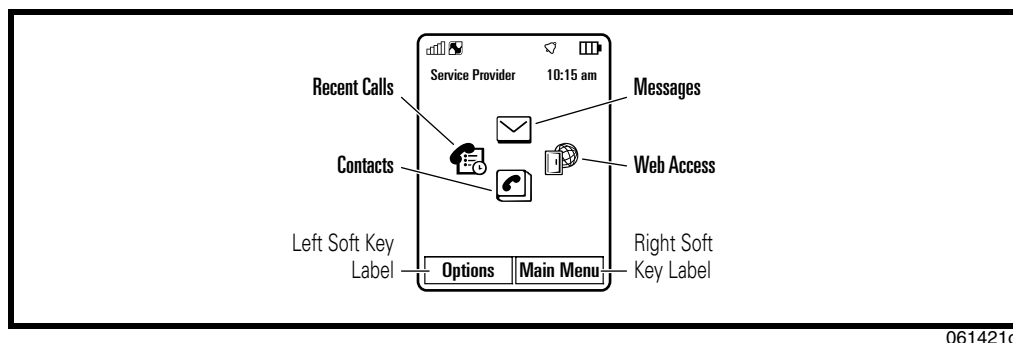 Service Provider 10:15 am
Recent Calls
Messages
Contacts
Web Access
Left Soft Key
Label
Options
Main Menu
Right Soft
Key Label
061421o